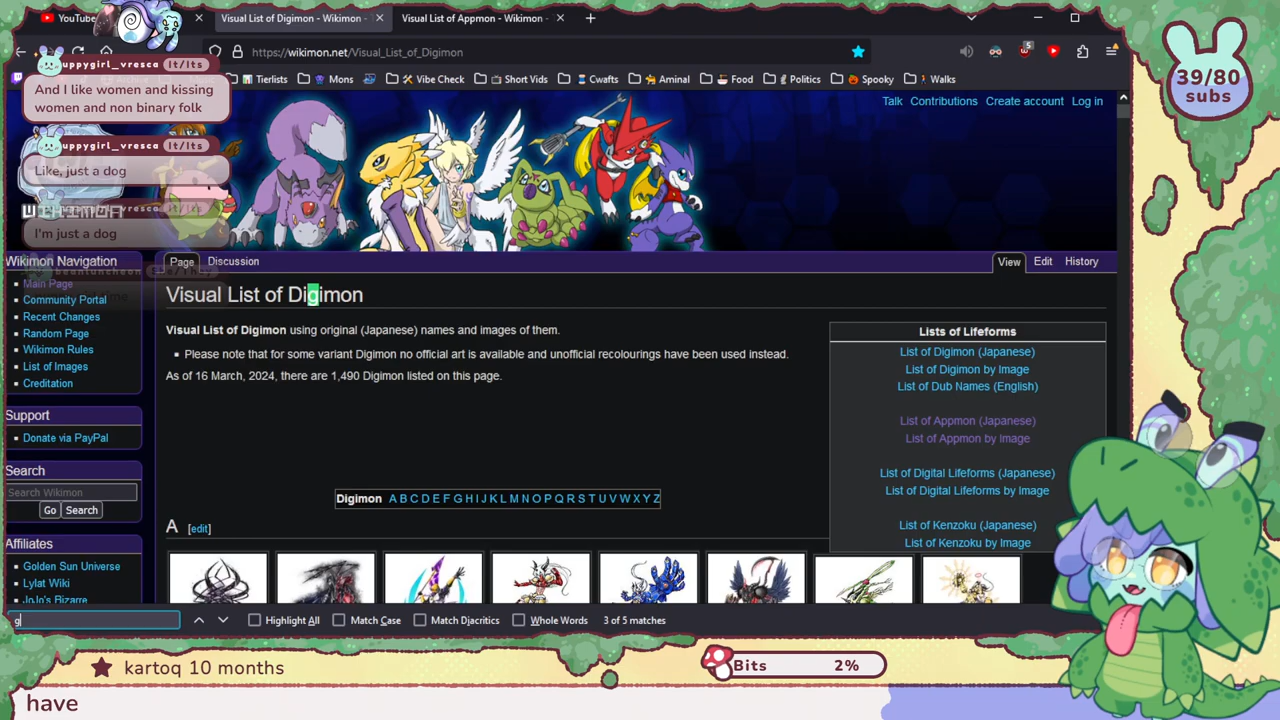 YouTube
Visual List of Digimon - Wikimon -
Visual List of Appmon - Wikimon -
https://wikimon.net/Visual_List_of_Digimon
5
Tierlists
Mons
Vibe Check
Short Vids
Cwafts
Aminal
Food
Politics
Spooky
Walks
uppygirl_vresca It/Its
And I like women and kissing
women and non binary folk
uppygirl_vresca It/Its
Like, just a dog
uppygirl_vresca It/Its
I'm just a dog
39/80
subs
Talk Contributions Create account Log in
Wikimon Navigation
Main Page
Community Portal
Recent Changes
Random Page
Wikimon Rules
List of Images
Creditation
Support
Donate via PayPal
Search
Search Wikimon
Go Search
Affiliates
Golden Sun Universe
Lylat Wiki
JoJo's Bizarre
Page Discussion
View Edit History
Visual List of Digimon
Visual List of Digimon using original (Japanese) names and images of them.
Please note that for some variant Digimon no official art is available and unofficial recolourings have been used instead.
As of 16 March, 2024, there are 1,490 Digimon listed on this page.
Lists of Lifeforms
List of Digimon (Japanese)
List of Digimon by Image
List of Dub Names (English)
List of Appmon (Japanese)
List of Appmon by Image
List of Digital Lifeforms (Japanese)
List of Digital Lifeforms by Image
List of Kenzoku (Japanese)
List of Kenzoku by Image
Digimon A B C D E F G H I J K L M N O P Q R S T U V W X Y Z
A [edit]
g
Highlight All
Match Case
Match Diacritics
Whole Words
3 of 5 matches
kartoq 10 months
Bits 2%
have